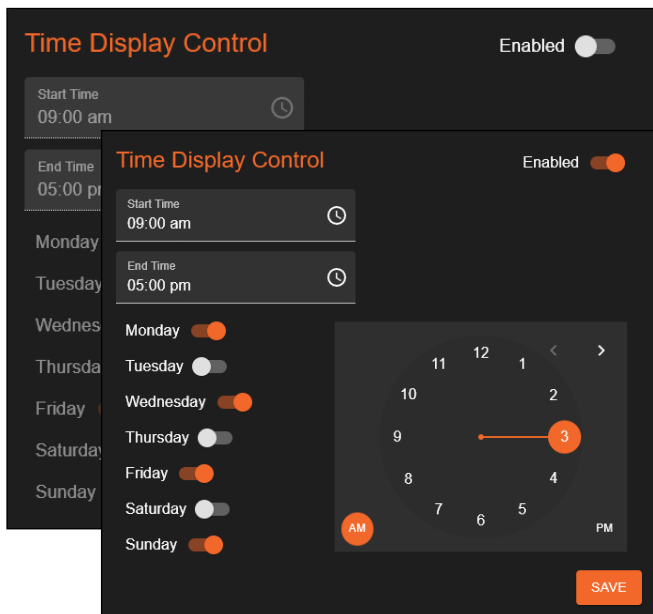 Time Display Control
Enabled
Start Time
09:00 am
End Time
05:00 pm
Monday
Tuesday
Wednes
Thursda
Friday
Saturday
Sunday
Time Display Control
Enabled
Start Time
09:00 am
End Time
05:00 pm
Monday
Tuesday
Wednesday
Thursday
Friday
Saturday
Sunday
12
1
2
3
4
5
6
7
8
9
10
11
AM
PM
SAVE